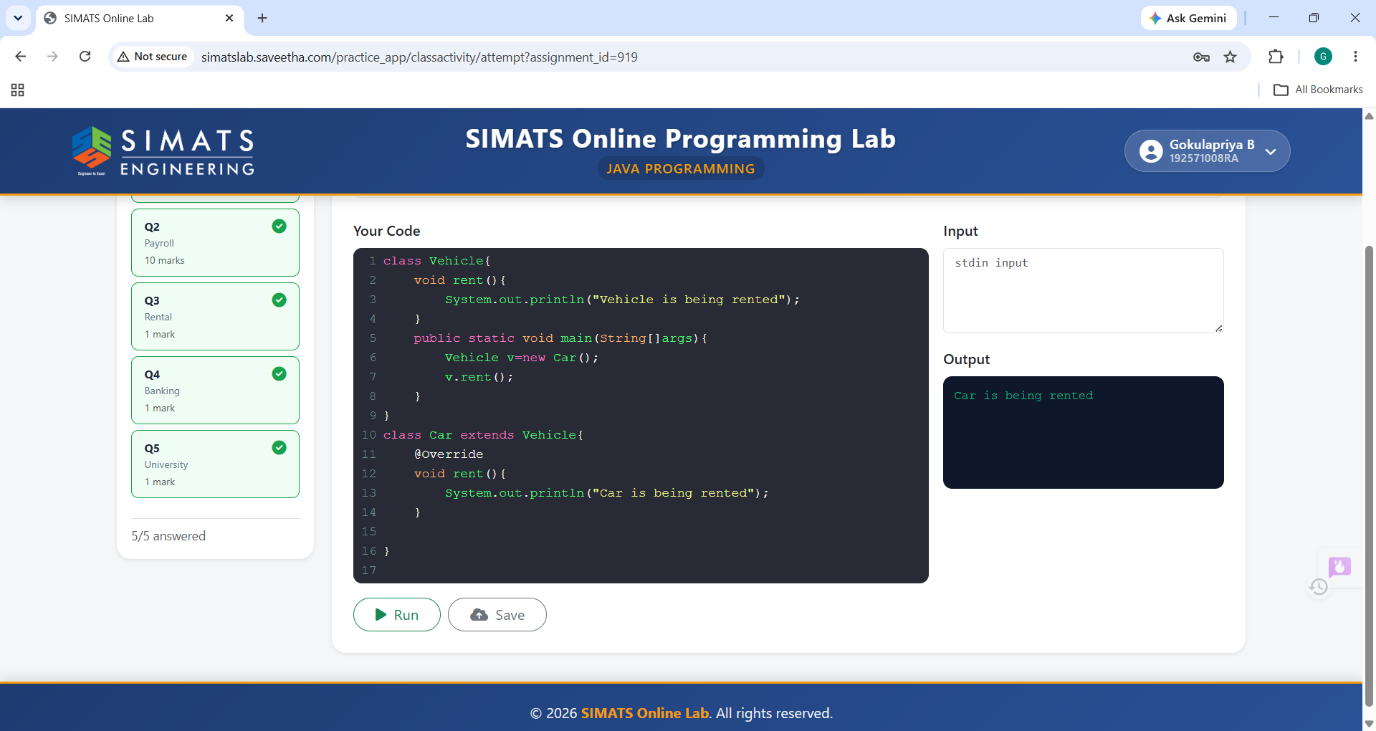 SIMATS Online Lab
Ask Gemini
Not secure
simatslab.saveetha.com/practice_app/classactivity/attempt?assignment_id=919
G
All Bookmarks
SIMATS
ENGINEERING
Engineer to Excel
SIMATS Online Programming Lab
JAVA PROGRAMMING
Gokulapriya B
192571008RA
Q2
Payroll
10 marks
Q3
Rental
1 mark
Q4
Banking
1 mark
Q5
University
1 mark
5/5 answered
Your Code
1 class Vehicle{
2     void rent(){
3         System.out.println("Vehicle is being rented");
4     }
5     public static void main(String[]args){
6         Vehicle v=new Car();
7         v.rent();
8     }
9 }
10 class Car extends Vehicle{
11     @Override
12     void rent(){
13         System.out.println("Car is being rented");
14     }
15
16 }
17
Run
Save
Input
stdin input
Output
Car is being rented
© 2026 SIMATS Online Lab. All rights reserved.